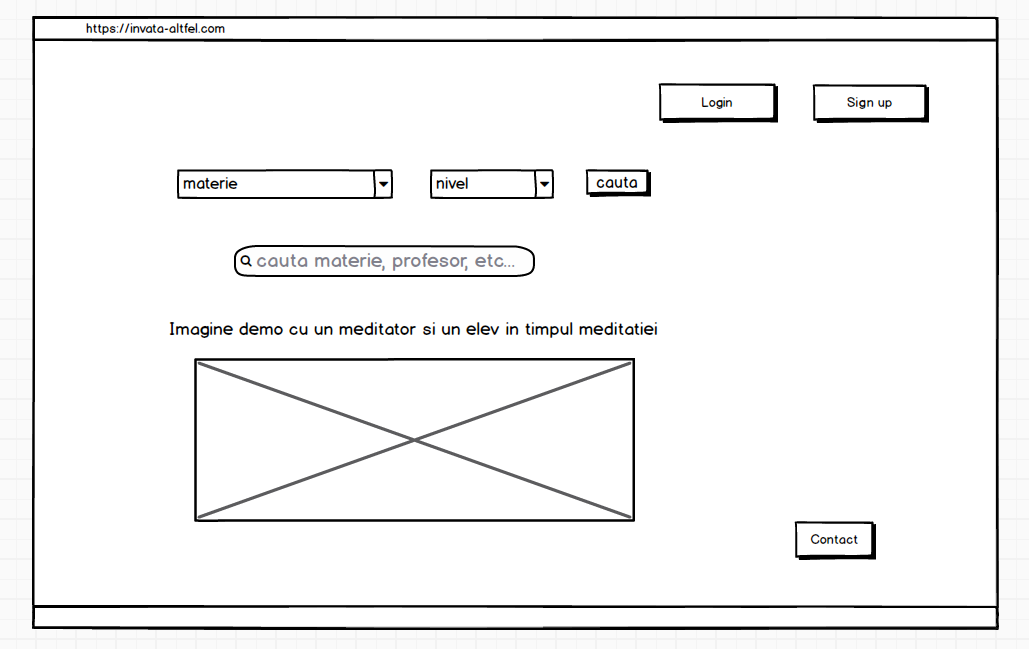 https://invata-altfel.com
Login
Sign up
materie
nivel
cauta
cauta materie, profesor, etc...
Imagine demo cu un meditator si un elev in timpul meditatiei
Contact